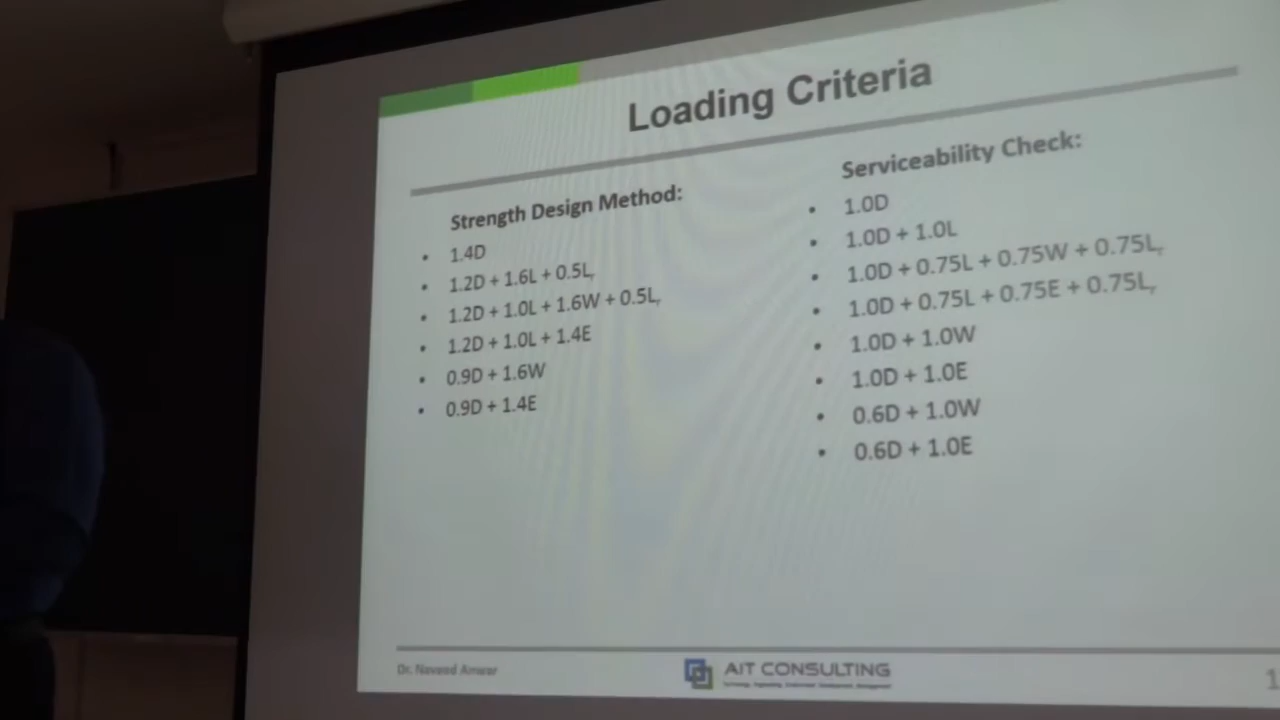 Loading Criteria
Strength Design Method:
• 1.4D
• 1.2D + 1.6L + 0.5Lr
• 1.2D + 1.0L + 1.6W + 0.5Lr
• 1.2D + 1.0L + 1.4E
• 0.9D + 1.6W
• 0.9D + 1.4E
Serviceability Check:
• 1.0D
• 1.0D + 1.0L
• 1.0D + 0.75L + 0.75W + 0.75Lr
• 1.0D + 0.75L + 0.75E + 0.75Lr
• 1.0D + 1.0W
• 1.0D + 1.0E
• 0.6D + 1.0W
• 0.6D + 1.0E
Dr. Naveed Anwar
AIT CONSULTING